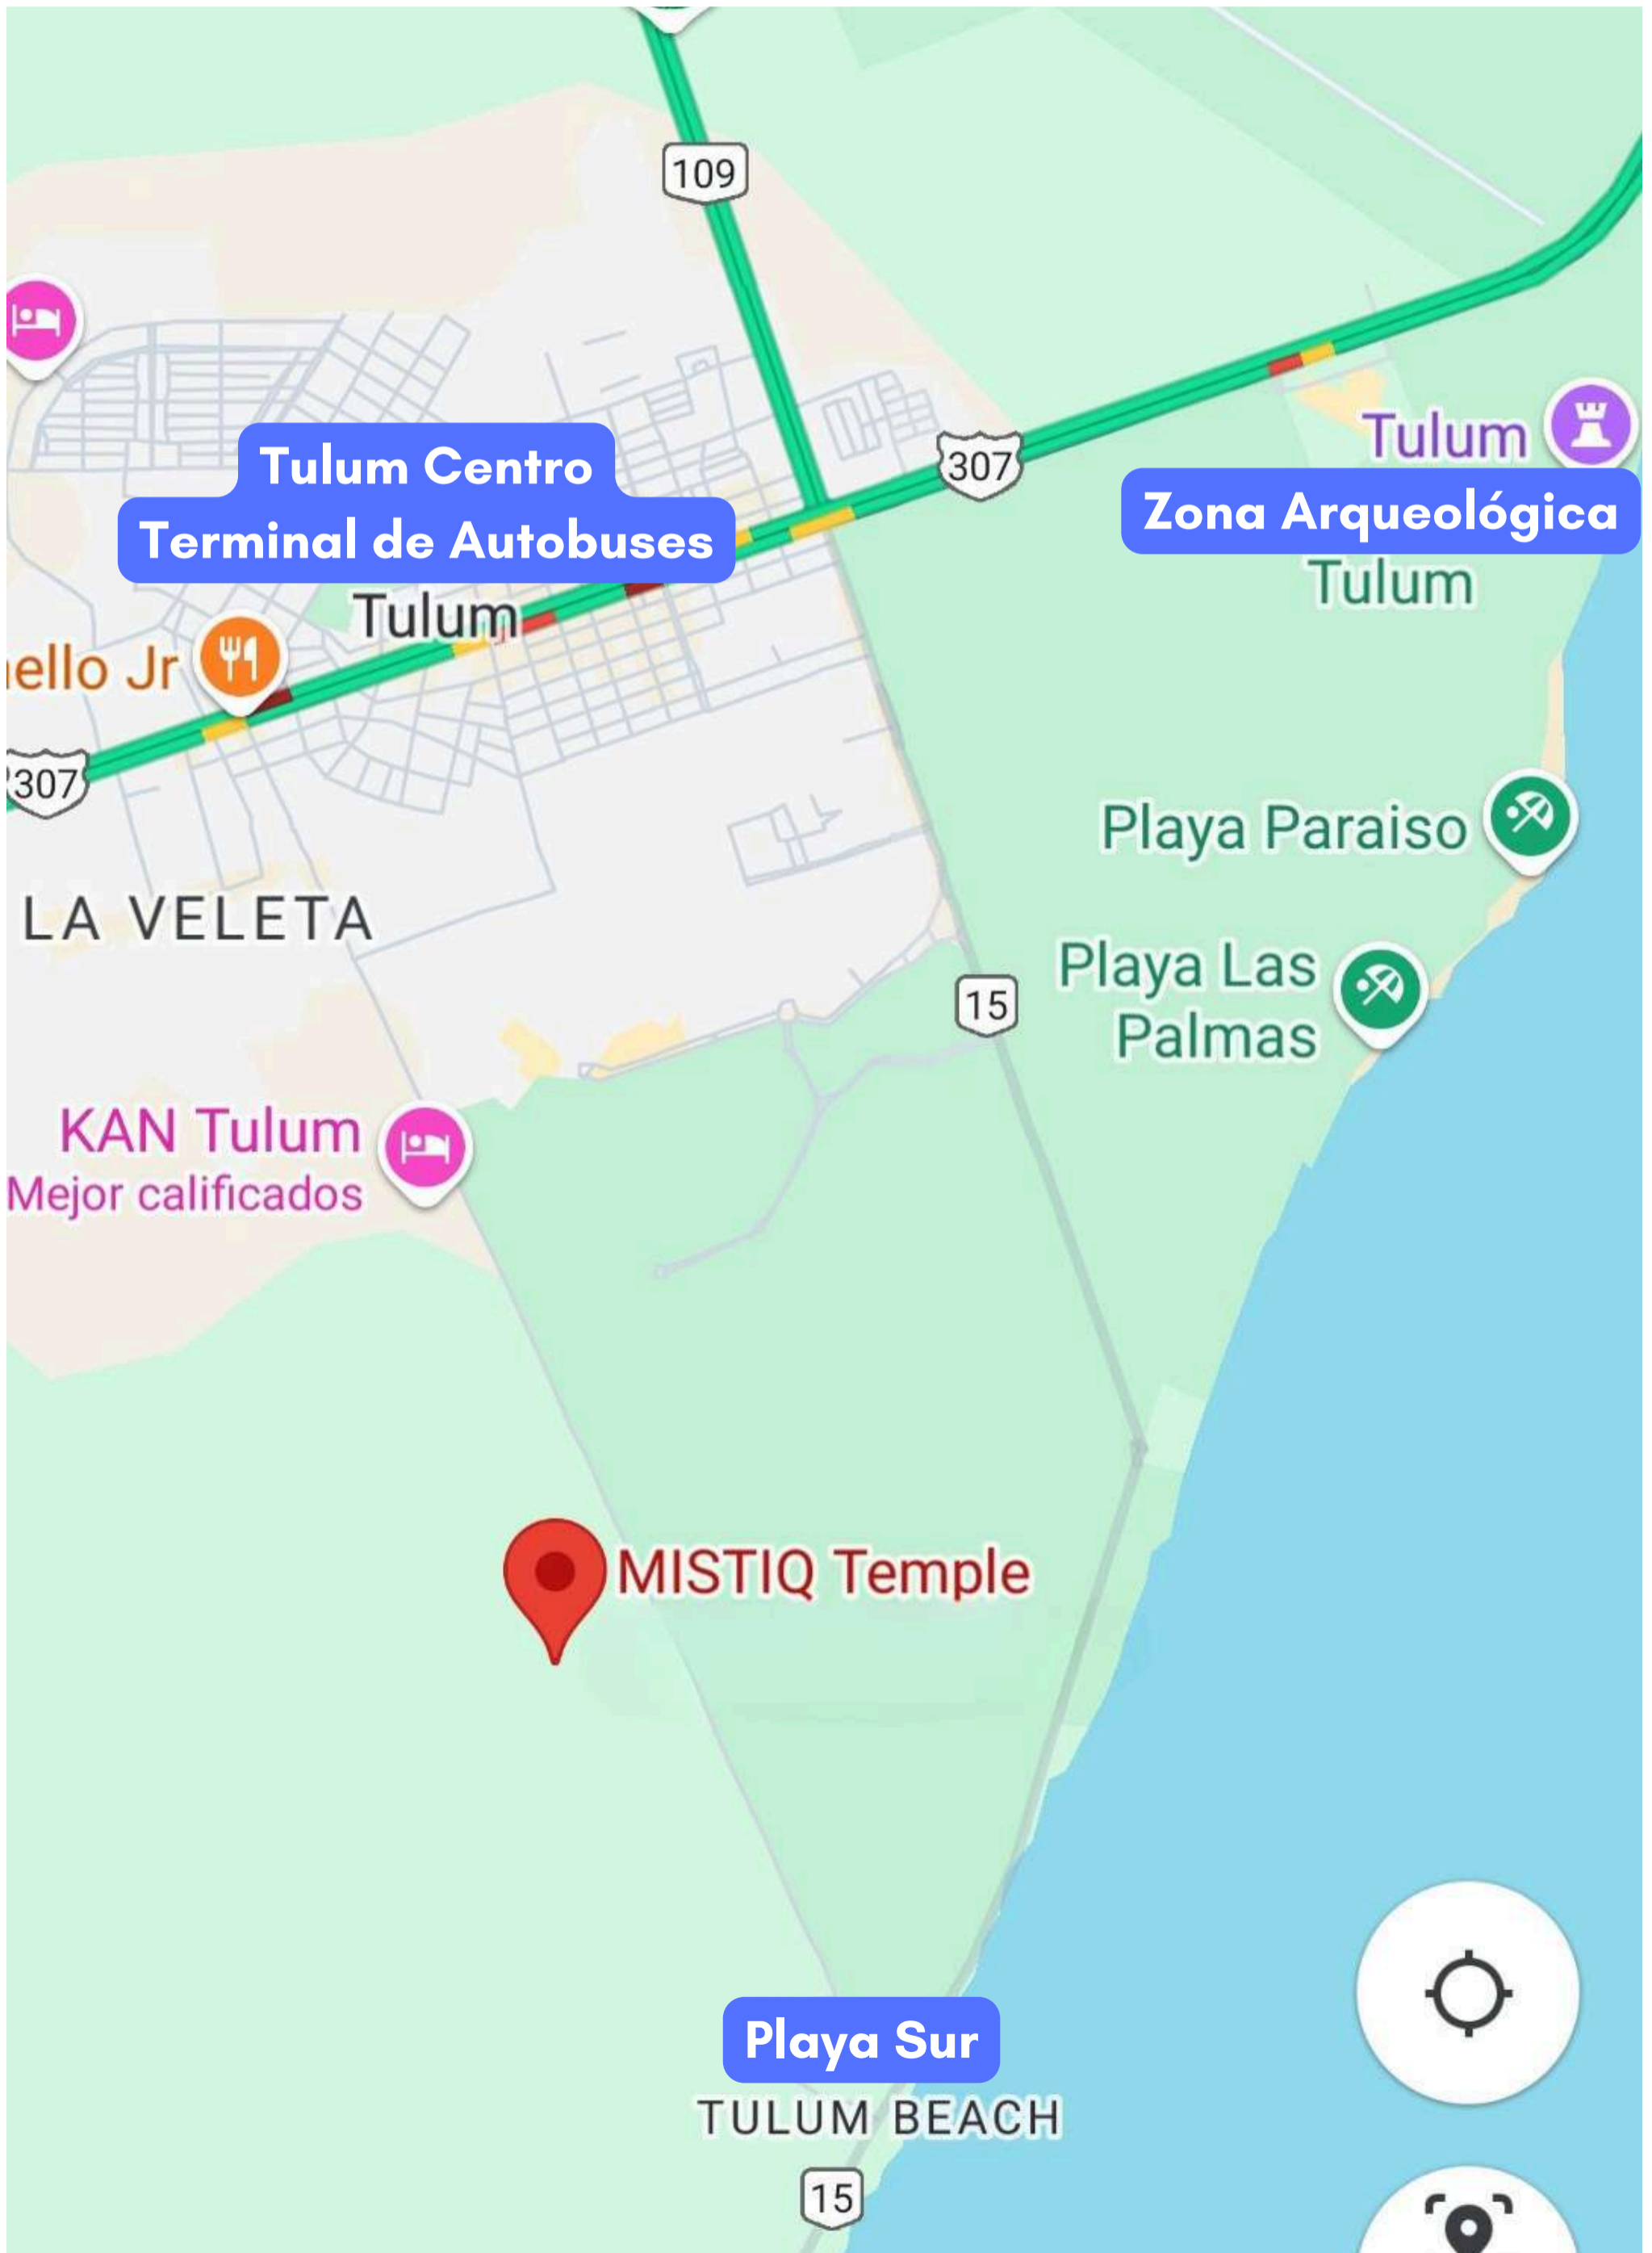 109
307
Tulum
Zona Arqueológica
Tulum
Tulum Centro
Terminal de Autobuses
Tulum
ello Jr
307
Playa Paraiso
LA VELETA
Playa Las
Palmas
15
KAN Tulum
Mejor calificados
MISTIQ Temple
Playa Sur
TULUM BEACH
15